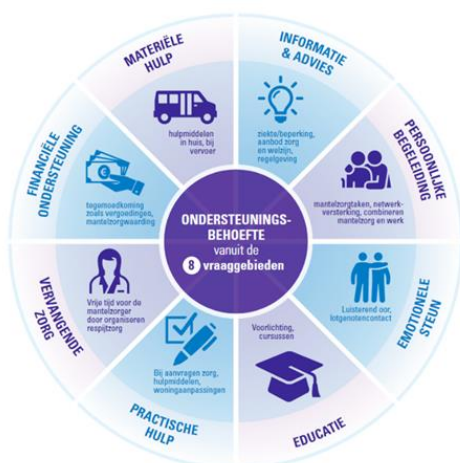 ONDERSTEUNINGS-
BEHOEFTE
vanuit de
8 vraaggebieden
INFORMATIE
& ADVIES
ziekte/beperking,
aanbod zorg
en welzijn,
regelgeving
PERSOONLIJKE
BEGELEIDING
mantelzorgtaken, netwerk-
versterking, combineren
mantelzorg en werk
EMOTIONELE
STEUN
Luisterend oor,
lotgenotencontact
EDUCATIE
Voorlichting,
cursussen
PRACTISCHE
HULP
Bij aanvragen zorg,
hulpmiddelen,
woningaanpassingen
VERVANGENDE
ZORG
Vrije tijd voor de
mantelzorger
door organiseren
respijtzorg
FINANCIËLE
ONDERSTEUNING
tegemoetkoming
zoals vergoedingen,
mantelzorgwaarding
MATERIËLE
HULP
hulpmiddelen
in huis, bij
vervoer